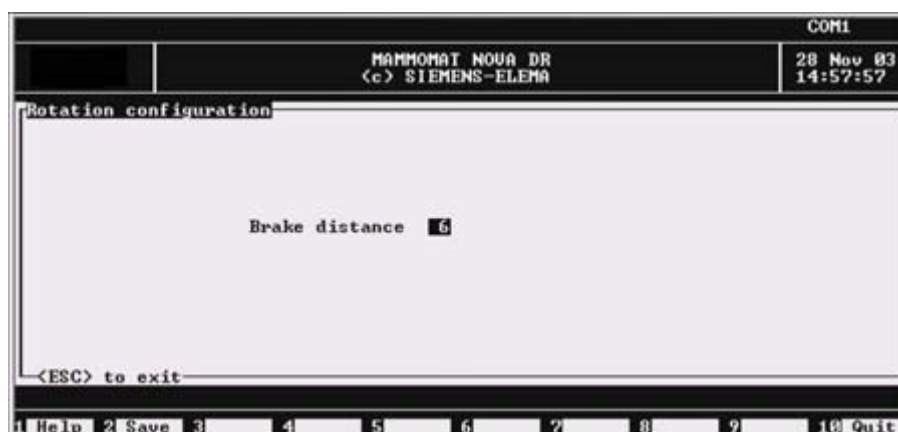 COM1
MAMMOMAT NOVA DR
(c) SIEMENS-ELEMA
28 Nov 03
14:57:57
Rotation configuration
Brake distance 6
<ESC> to exit
1 Help 2 Save 3 4 5 6 7 8 9 10 Quit